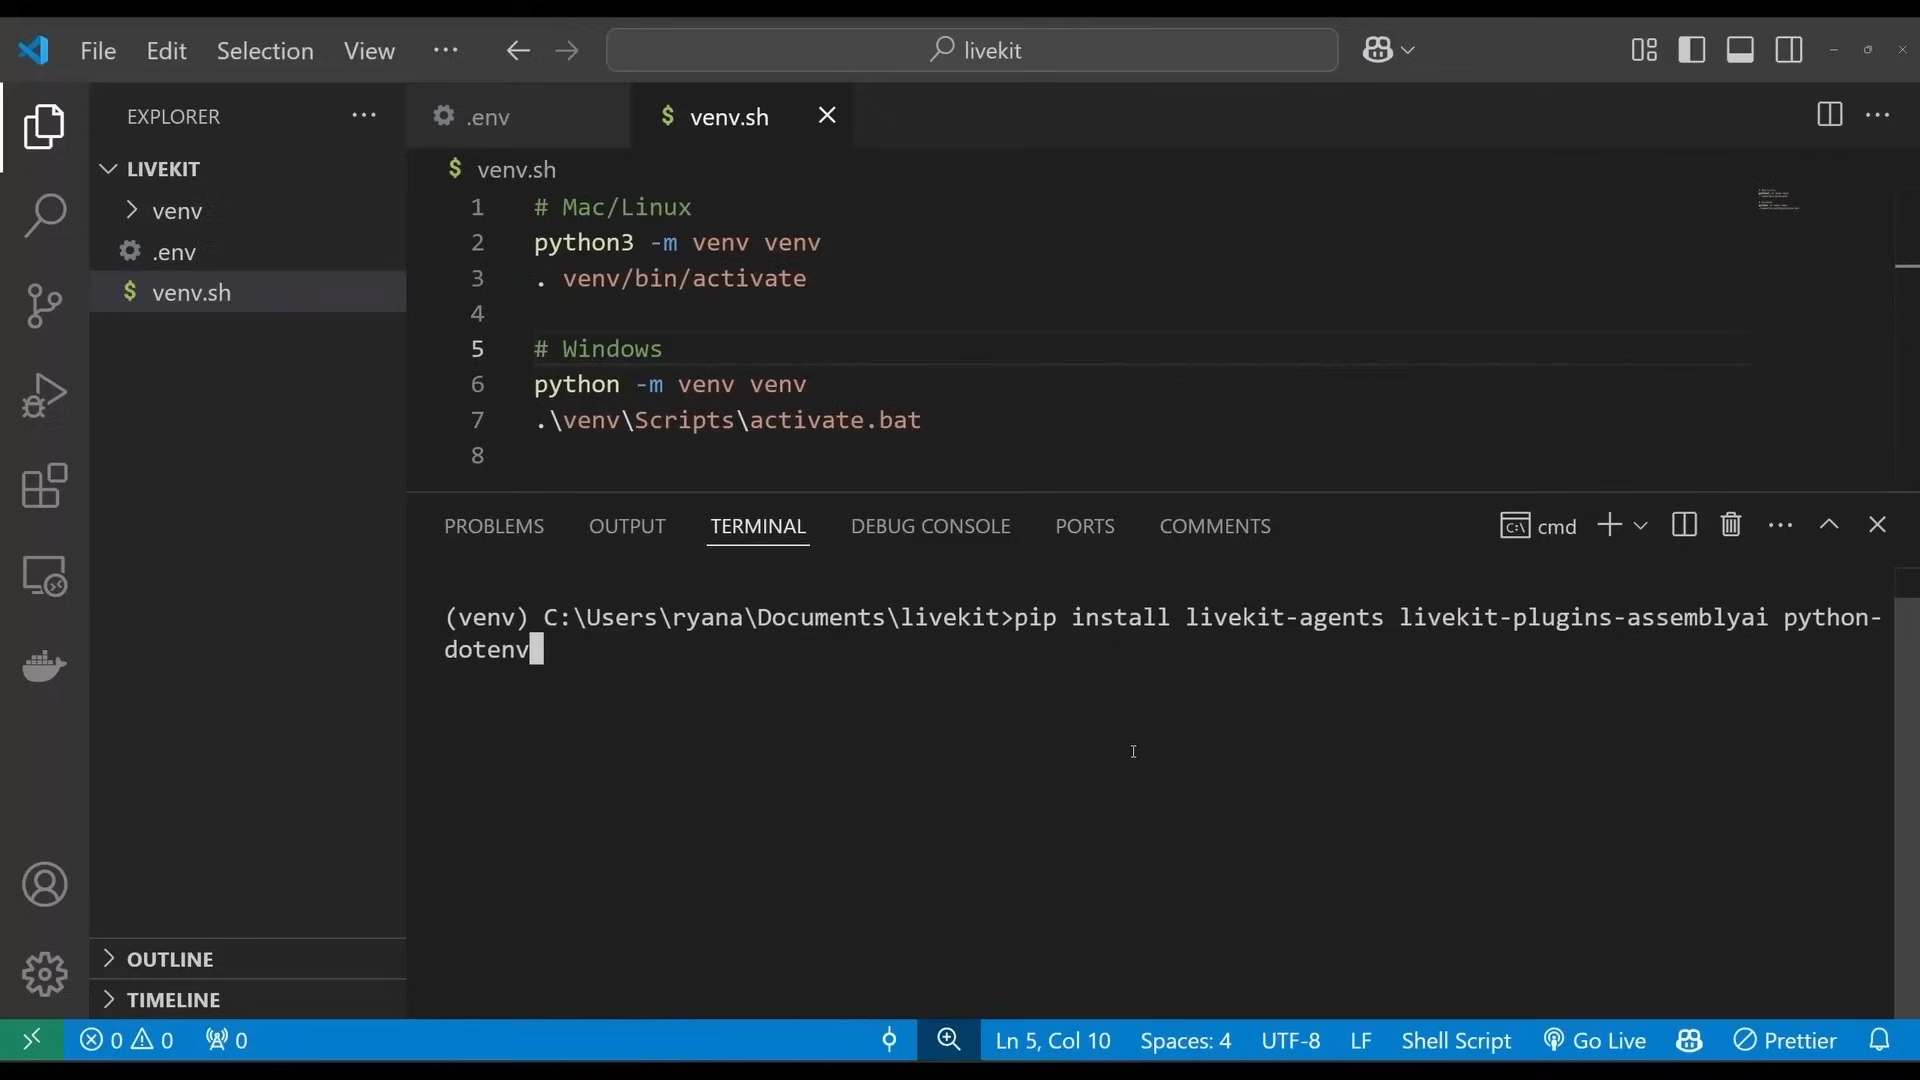 File Edit Selection View ··· livekit
EXPLORER ···
LIVEKIT
venv
.env
$ venv.sh
OUTLINE
TIMELINE
.env
$ venv.sh
$ venv.sh
1 # Mac/Linux
2 python3 -m venv venv
3 . venv/bin/activate
4
5 # Windows
6 python -m venv venv
7 .\venv\Scripts\activate.bat
8
PROBLEMS OUTPUT TERMINAL DEBUG CONSOLE PORTS COMMENTS cmd
(venv) C:\Users\ryana\Documents\livekit>pip install livekit-agents livekit-plugins-assemblyai python-
dotenv
0 0 0 Ln 5, Col 10 Spaces: 4 UTF-8 LF Shell Script Go Live Prettier